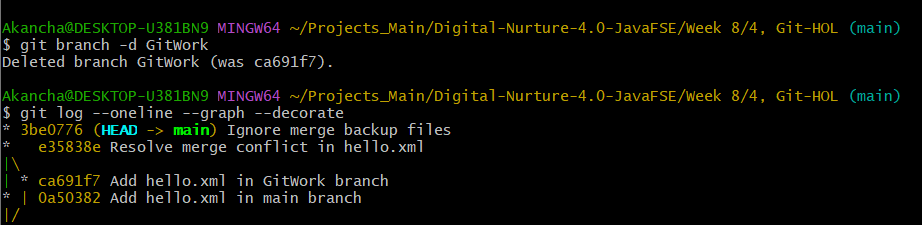 Akancha@DESKTOP-U381BN9 MINGW64 ~/Projects_Main/Digital-Nurture-4.0-JavaFSE/Week 8/4, Git-HOL (main)
$ git branch -d GitWork
Deleted branch GitWork (was ca691f7).
Akancha@DESKTOP-U381BN9 MINGW64 ~/Projects_Main/Digital-Nurture-4.0-JavaFSE/Week 8/4, Git-HOL (main)
$ git log --oneline --graph --decorate
* 3be0776 (HEAD -> main) Ignore merge backup files
*   e35838e Resolve merge conflict in hello.xml
|\
| * ca691f7 Add hello.xml in GitWork branch
* | 0a50382 Add hello.xml in main branch
|/